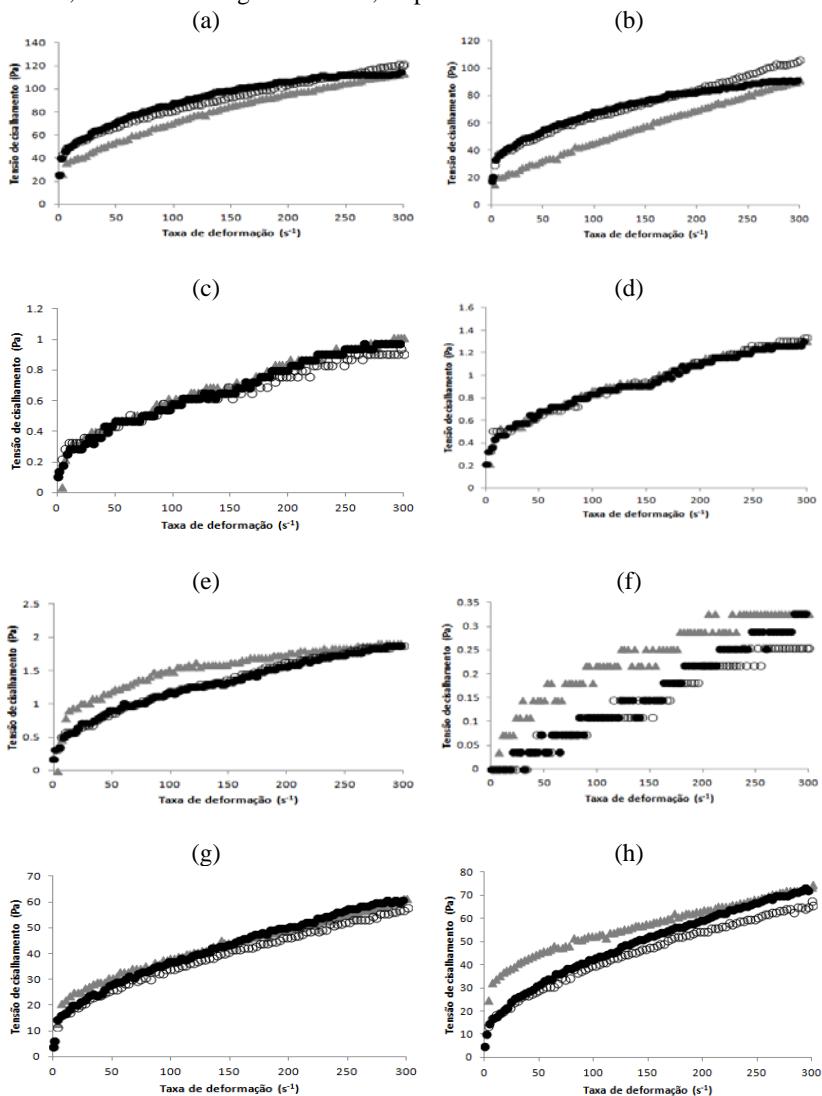 (a)
Tensão de cisalhamento (Pa)
140
120
100
80
60
40
20
0
0 50 100 150 200 250 300
Taxa de deformação (s⁻¹)
(b)
Tensão de cisalhamento (Pa)
120
100
80
60
40
20
0
0 50 100 150 200 250 300
Taxa de deformação (s⁻¹)
(c)
Tensão de cisalhamento (Pa)
1.2
1
0.8
0.6
0.4
0.2
0
0 50 100 150 200 250 300
Taxa de deformação (s⁻¹)
(d)
Tensão de cisalhamento (Pa)
1.6
1.4
1.2
1
0.8
0.6
0.4
0.2
0
0 50 100 150 200 250 300
Taxa de deformação (s⁻¹)
(e)
Tensão de cisalhamento (Pa)
2.5
2
1.5
1
0.5
0
0 50 100 150 200 250 300
Taxa de deformação (s⁻¹)
(f)
Tensão de cisalhamento (Pa)
0.35
0.3
0.25
0.2
0.15
0.1
0.05
0
0 50 100 150 200 250 300
Taxa de deformação (s⁻¹)
(g)
Tensão de cisalhamento (Pa)
70
60
50
40
30
20
10
0
0 50 100 150 200 250 300
Taxa de deformação (s⁻¹)
(h)
Tensão de cisalhamento (Pa)
80
70
60
50
40
30
20
10
0
0 50 100 150 200 250 300
Taxa de deformação (s⁻¹)